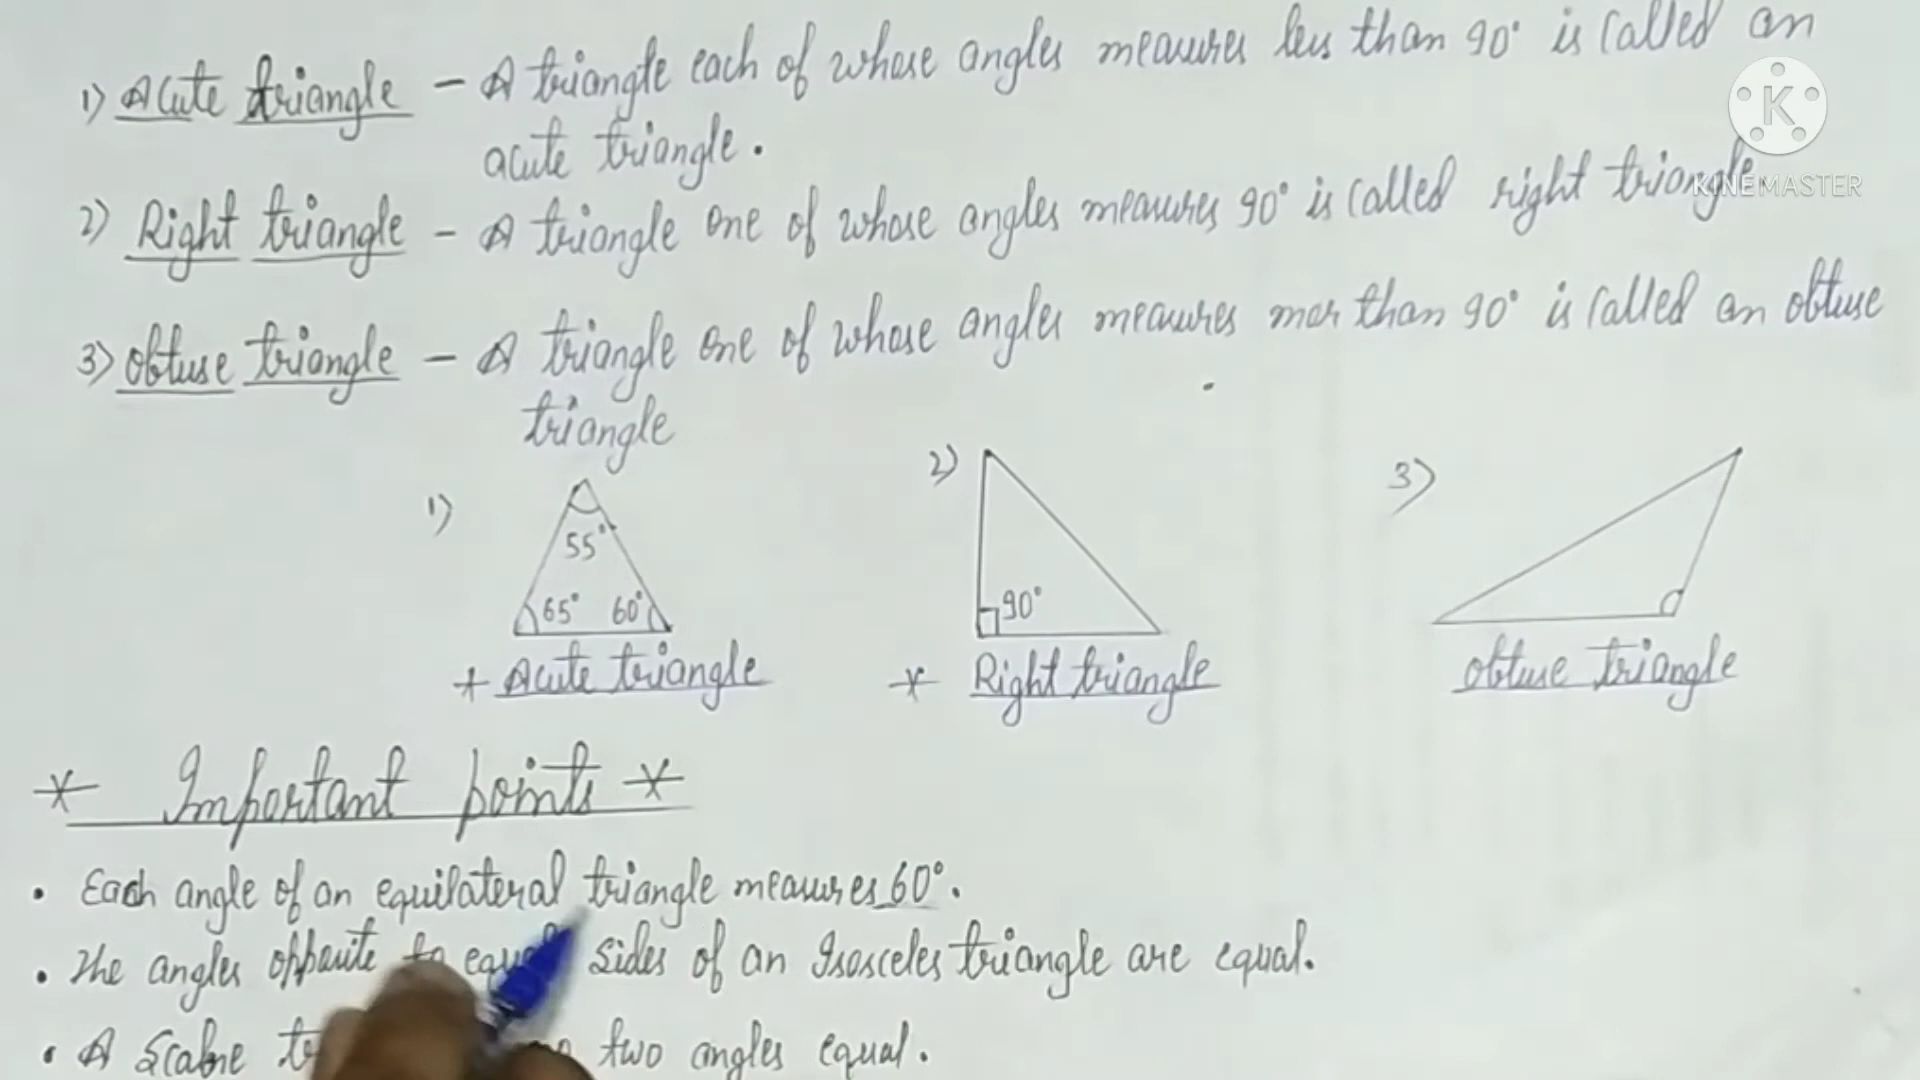 1) Acute triangle - A triangle each of whose angles measures less than 90° is called an
acute triangle.
2) Right triangle - A triangle one of whose angles measures 90° is called right triangle.
3) obtuse triangle - A triangle one of whose angles measures mor than 90° is called an obtuse
triangle
1) 2) 3)
55°
65° 60° 90°
Acute triangle Right triangle obtuse triangle
* Important points *
• Each angle of an equilateral triangle measures 60°.
• The angles opposite to equal sides of an Isosceles triangle are equal.
• A Scalene two angles equal.
K
KINEMASTER